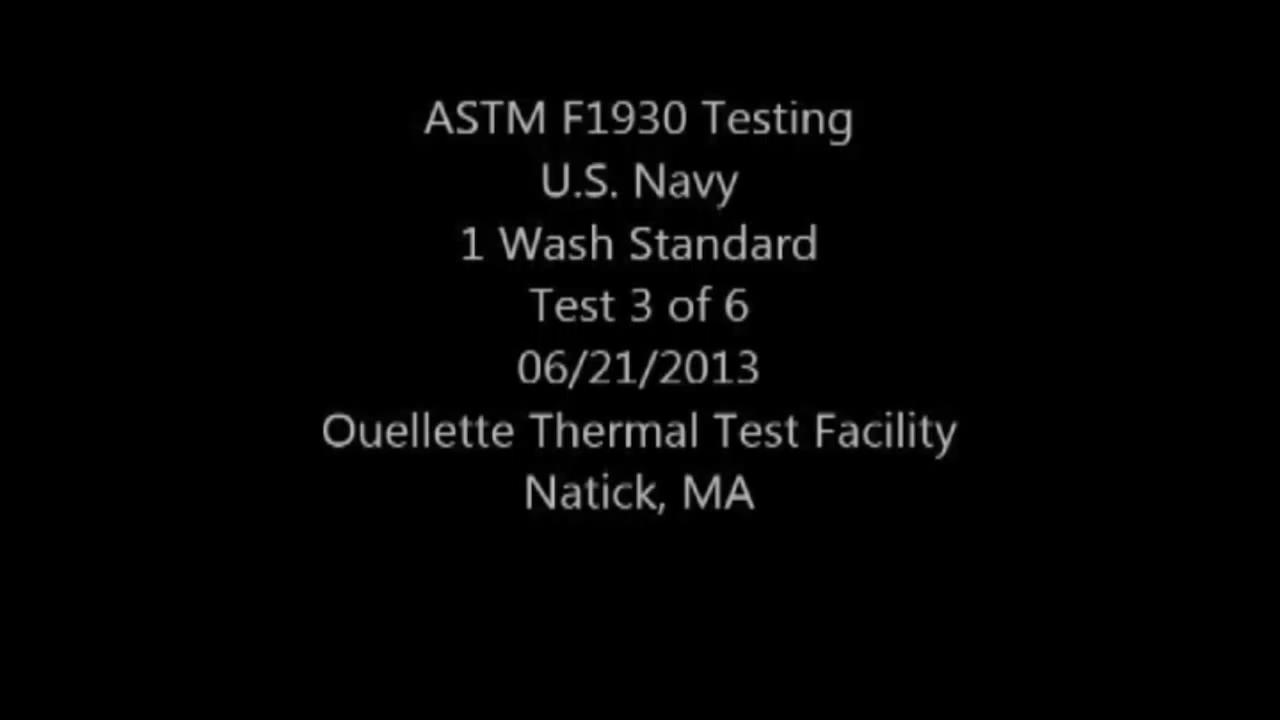 ASTM F1930 Testing
U.S. Navy
1 Wash Standard
Test 3 of 6
06/21/2013
Ouellette Thermal Test Facility
Natick, MA